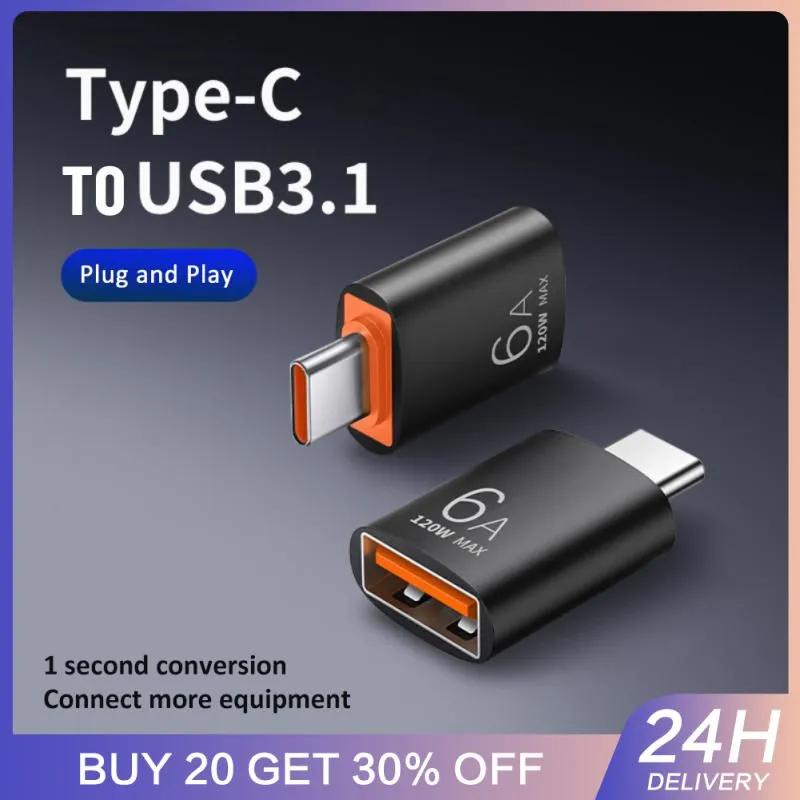 Type-C
TO USB3.1
Plug and Play
6A
120W MAX
6A
120W MAX
1 second conversion
Connect more equipment
BUY 20 GET 30% OFF
24H
DELIVERY